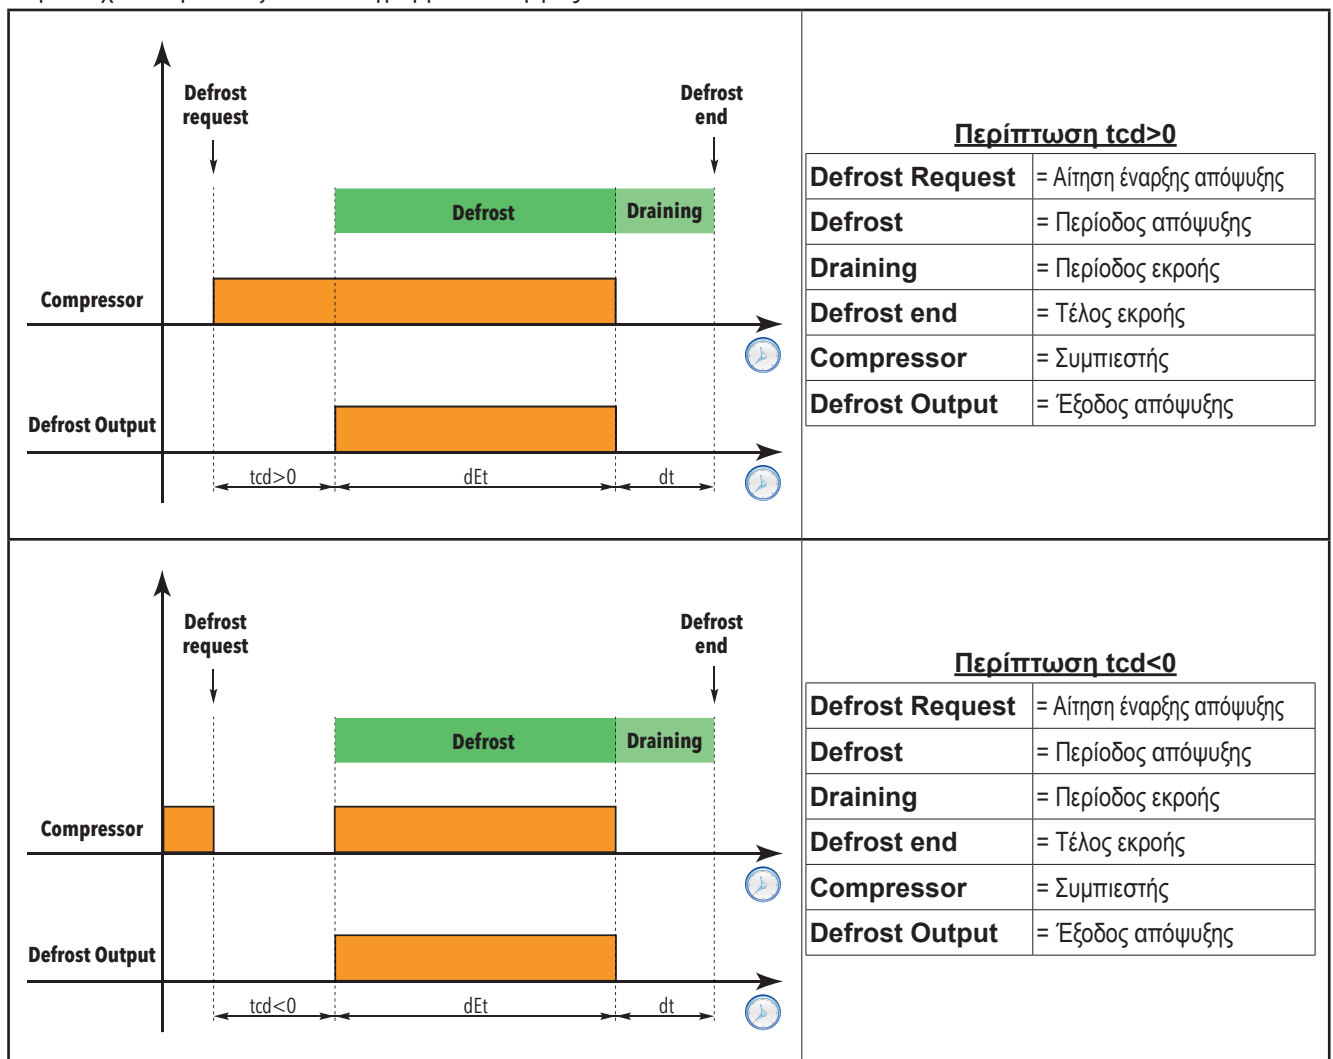 Defrost
request
Defrost
end
Defrost
Draining
Compressor
Defrost Output
tcd>0
dEt
dt
Περίπτωση tcd>0
Defrost Request = Αίτηση έναρξης απόψυξης
Defrost = Περίοδος απόψυξης
Draining = Περίοδος εκροής
Defrost end = Τέλος εκροής
Compressor = Συμπιεστής
Defrost Output = Έξοδος απόψυξης
Defrost
request
Defrost
end
Defrost
Draining
Compressor
Defrost Output
tcd<0
dEt
dt
Περίπτωση tcd<0
Defrost Request = Αίτηση έναρξης απόψυξης
Defrost = Περίοδος απόψυξης
Draining = Περίοδος εκροής
Defrost end = Τέλος εκροής
Compressor = Συμπιεστής
Defrost Output = Έξοδος απόψυξης